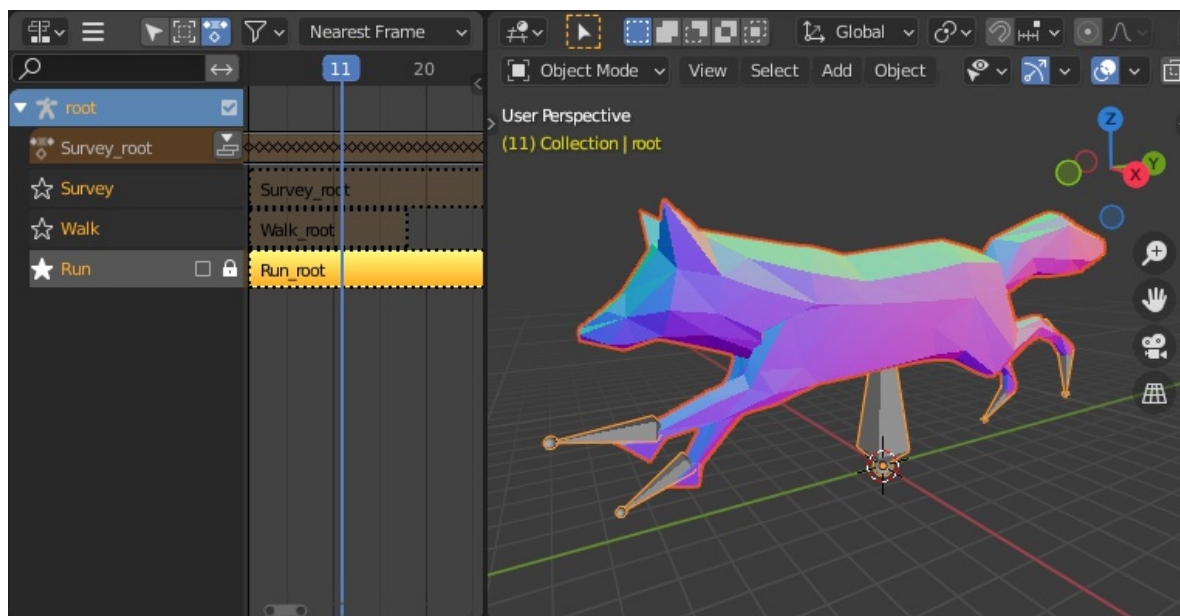 Nearest Frame
11
20
root
Survey_root
Survey
Survey_root
Walk
Walk_root
Run
Run_root
Global
Object Mode
View
Select
Add
Object
User Perspective
(11) Collection | root
Z
Y
X